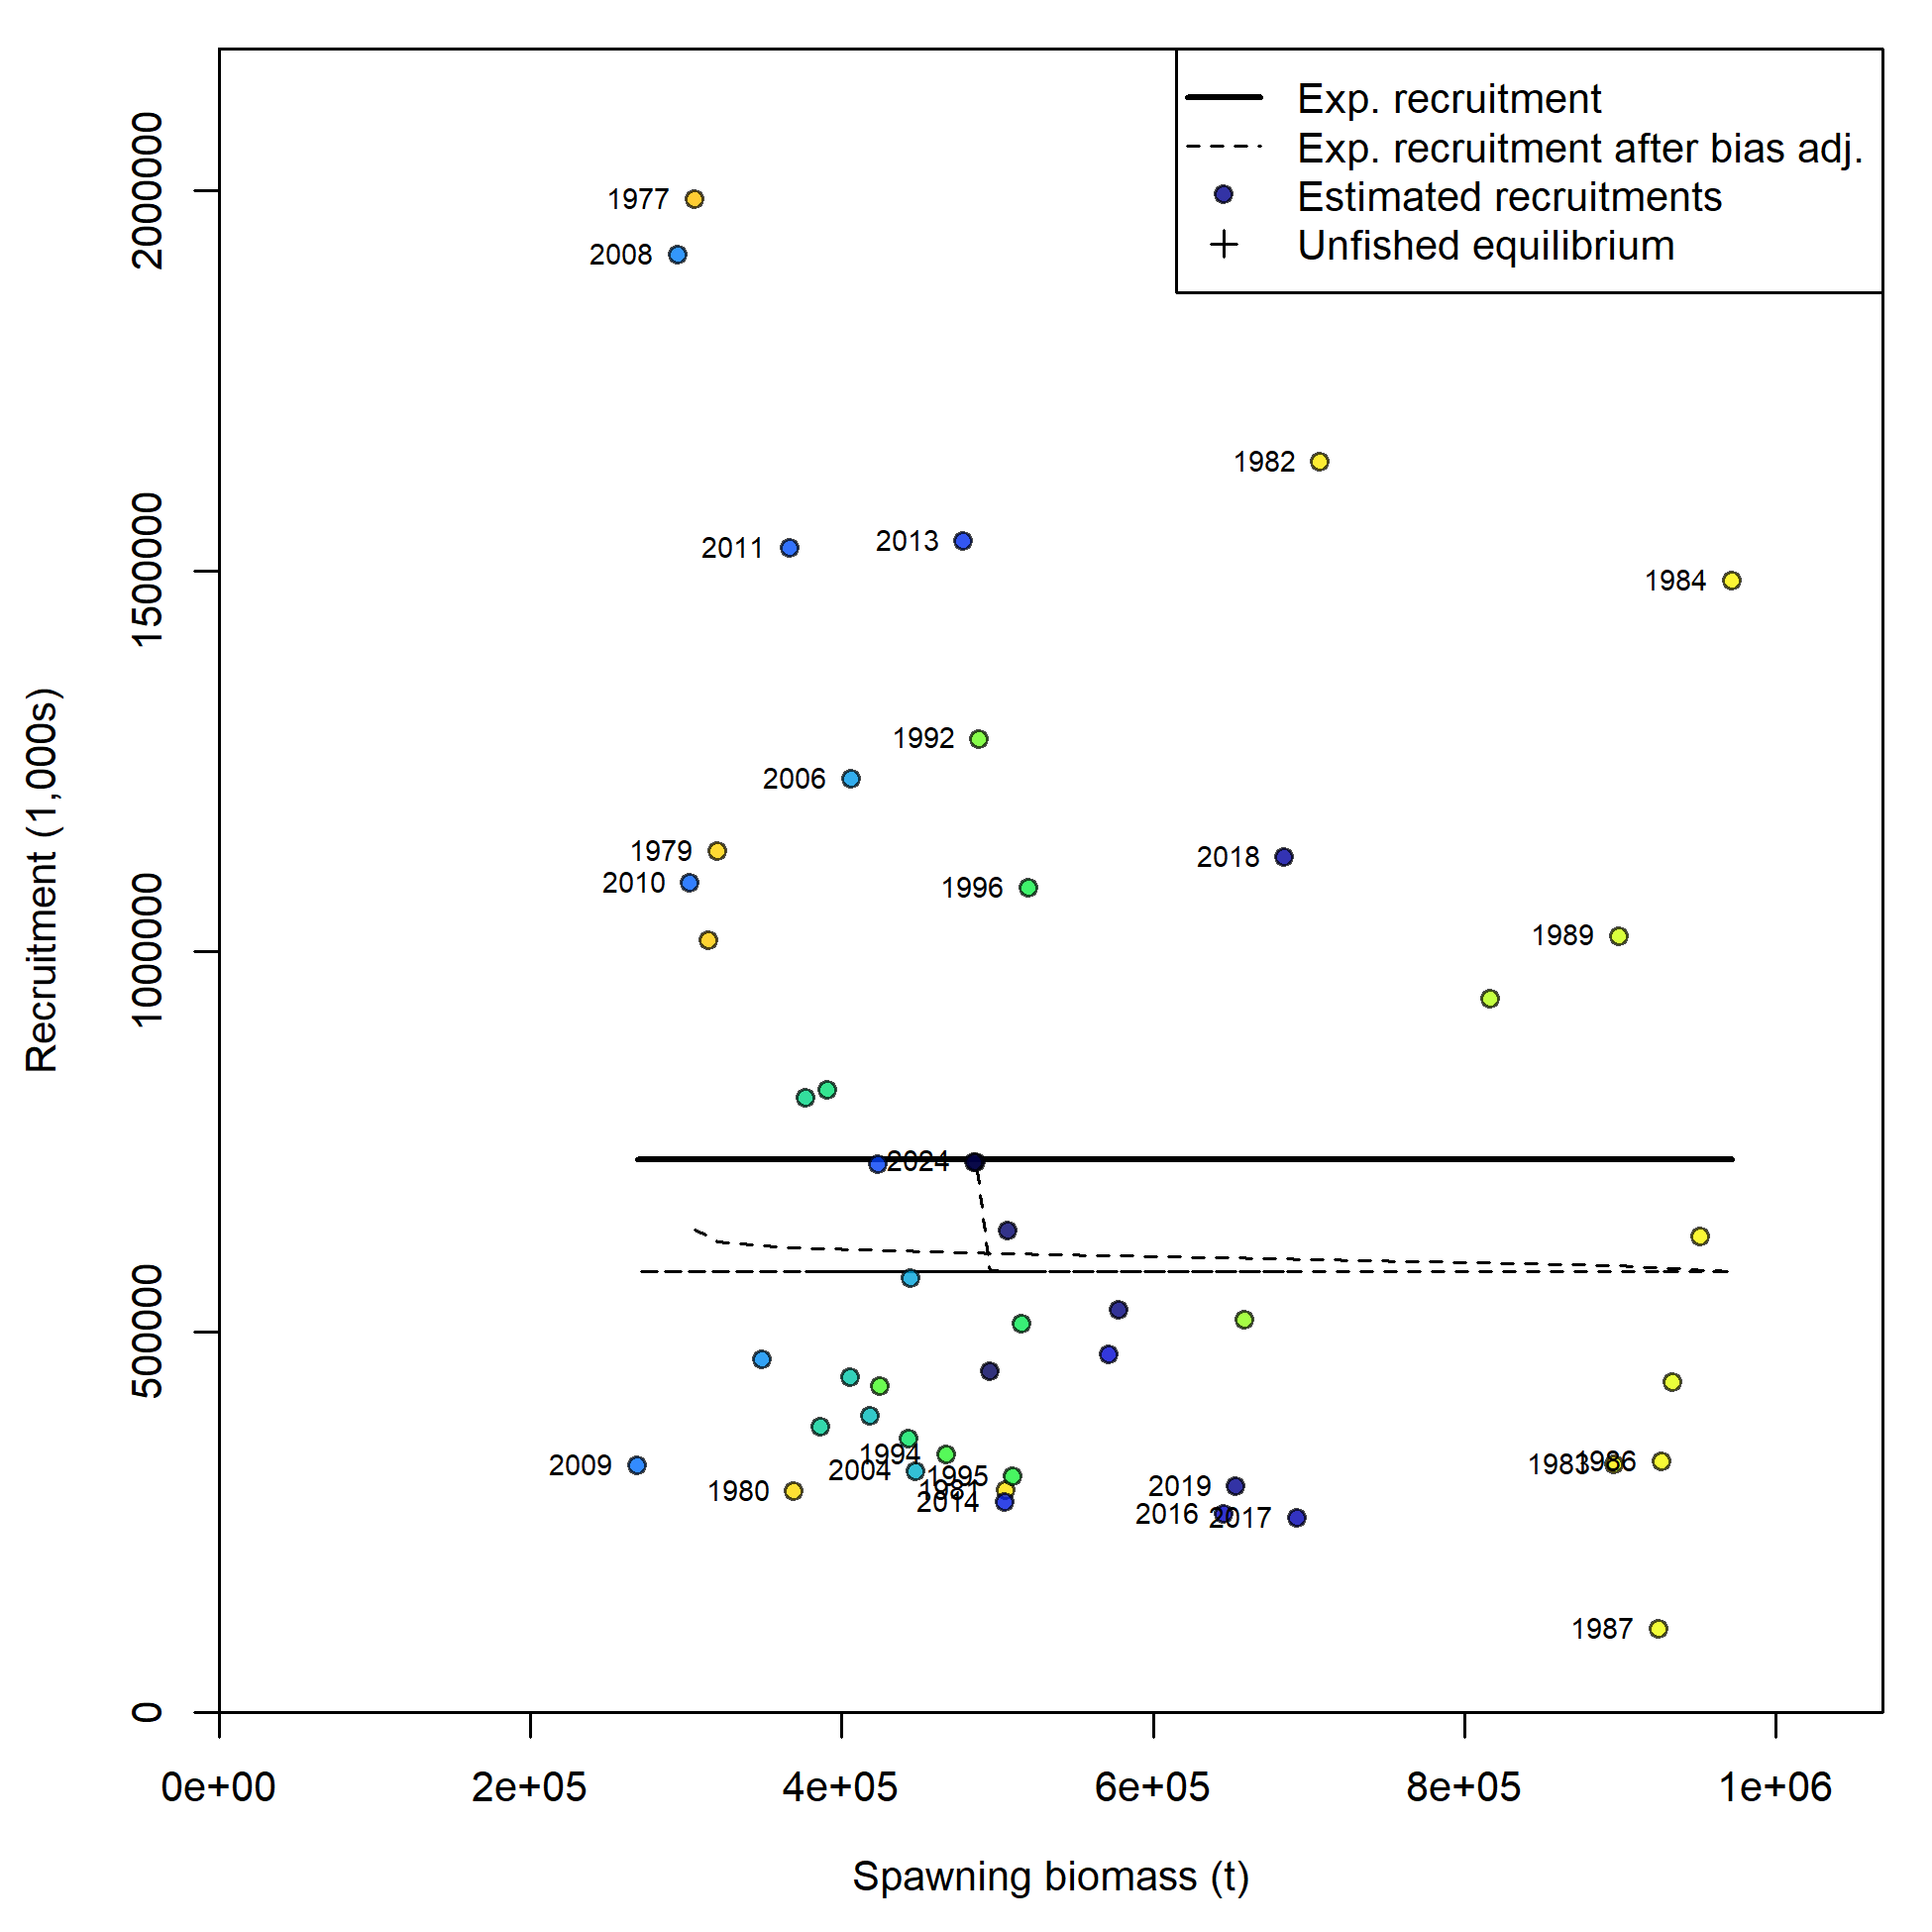 Exp. recruitment
Exp. recruitment after bias adj.
Estimated recruitments
Unfished equilibrium
Recruitment (1,000s)
2000000
1500000
1000000
500000
0
1977
2008
1982
2011
2013
1984
1992
2006
1979
2010
1996
2018
1989
2024
1994
2004
1995
1981
2014
2009
1980
2019
2016
2017
1983
1986
1987
0e+00
2e+05
4e+05
6e+05
8e+05
1e+06
Spawning biomass (t)